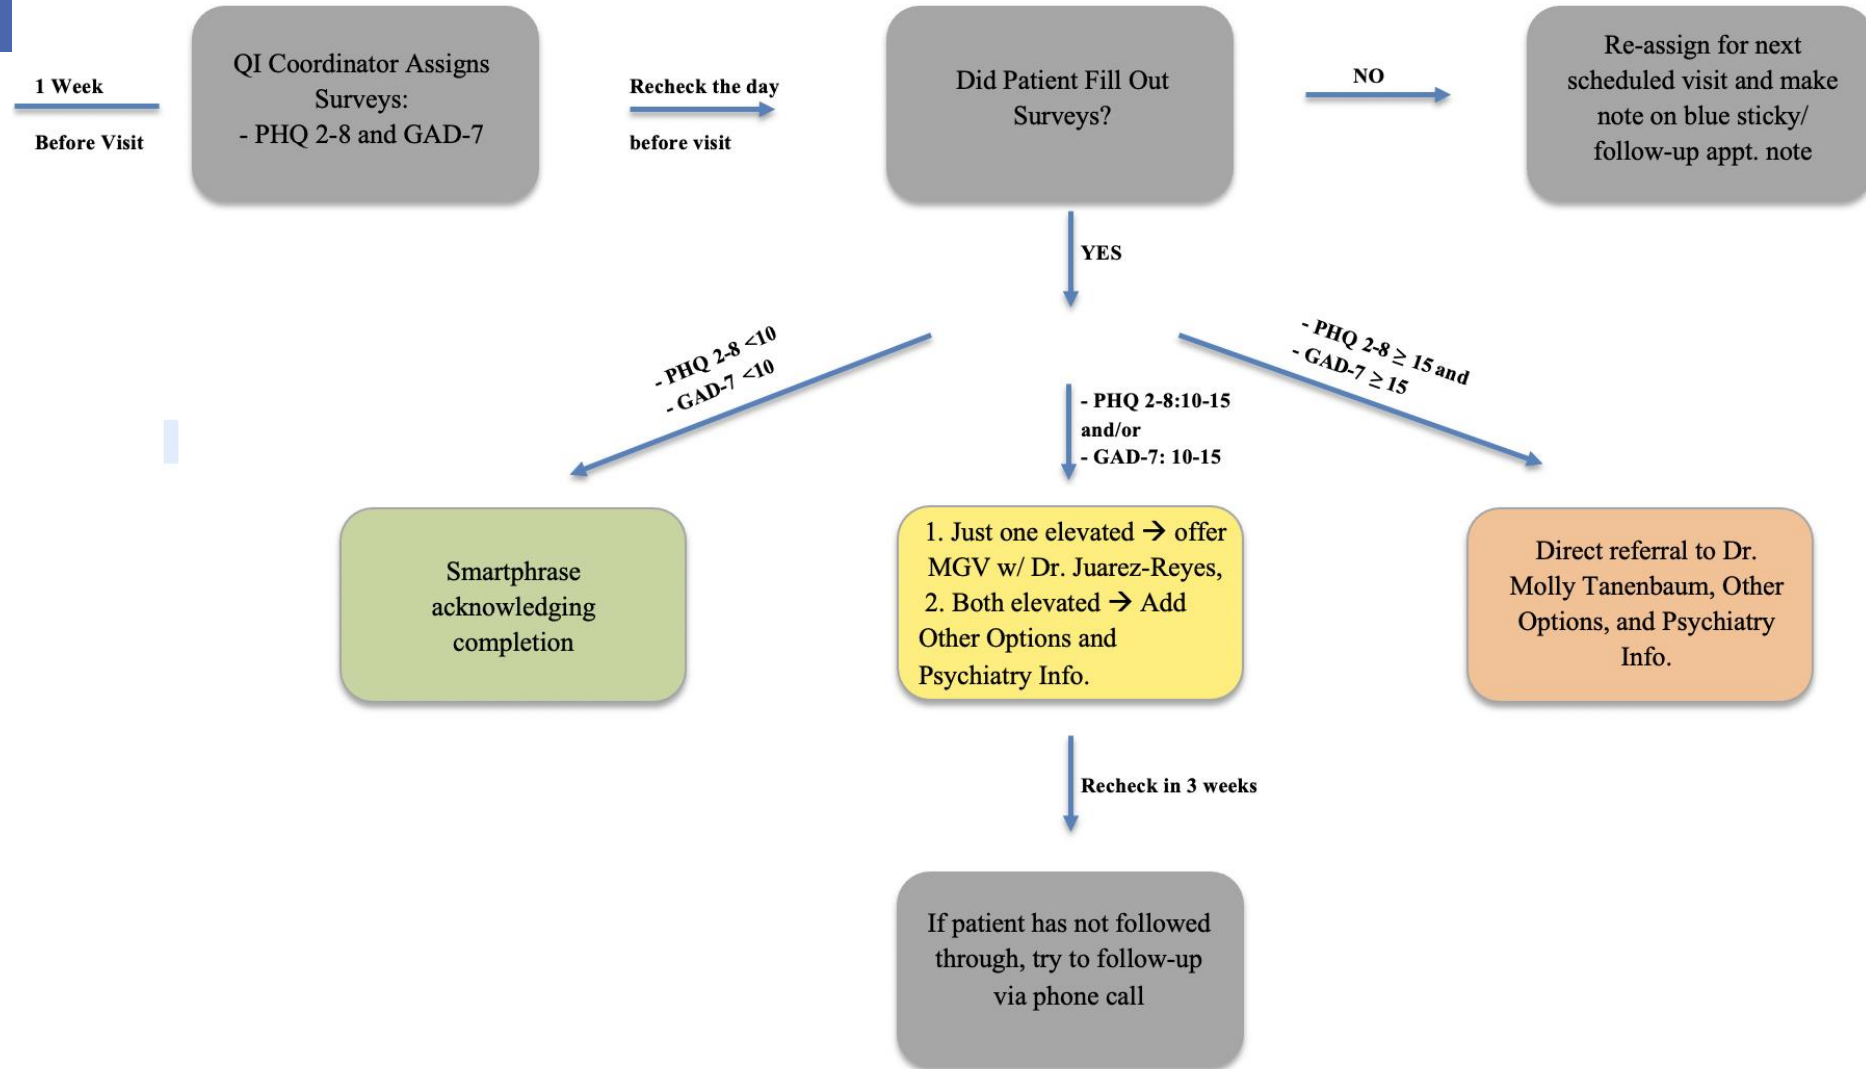 1 Week
Before Visit
QI Coordinator Assigns
Surveys:
- PHQ 2-8 and GAD-7
Recheck the day
before visit
Did Patient Fill Out
Surveys?
NO
Re-assign for next
scheduled visit and make
note on blue sticky/
follow-up appt. note
YES
- PHQ 2-8 <10
- GAD-7 <10
- PHQ 2-8:10-15
and/or
- GAD-7: 10-15
- PHQ 2-8 ≥ 15 and
- GAD-7 ≥ 15
Smartphrase
acknowledging
completion
1. Just one elevated → offer
MGV w/ Dr. Juarez-Reyes,
2. Both elevated → Add
Other Options and
Psychiatry Info.
Direct referral to Dr.
Molly Tanenbaum, Other
Options, and Psychiatry
Info.
Recheck in 3 weeks
If patient has not followed
through, try to follow-up
via phone call